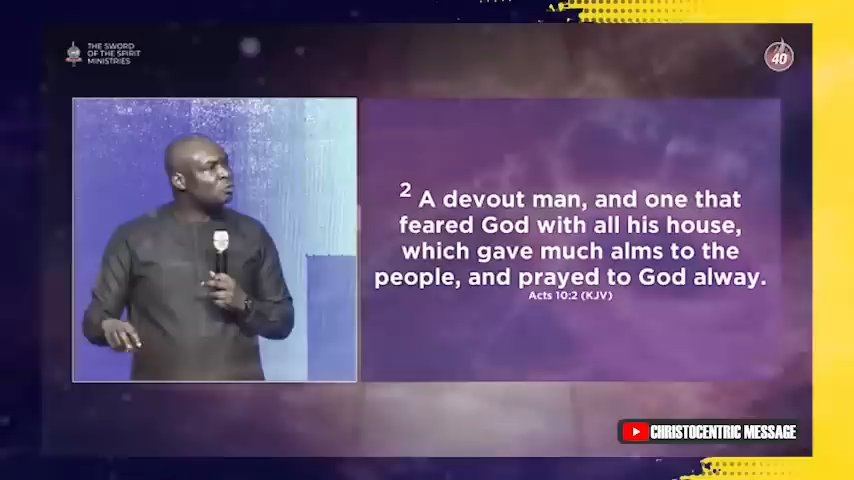 THE SWORD
OF THE SPIRIT
MINISTRIES
40
2 A devout man, and one that
feared God with all his house,
which gave much alms to the
people, and prayed to God alway.
Acts 10:2 (KJV)
CHRISTOCENTRIC MESSAGE